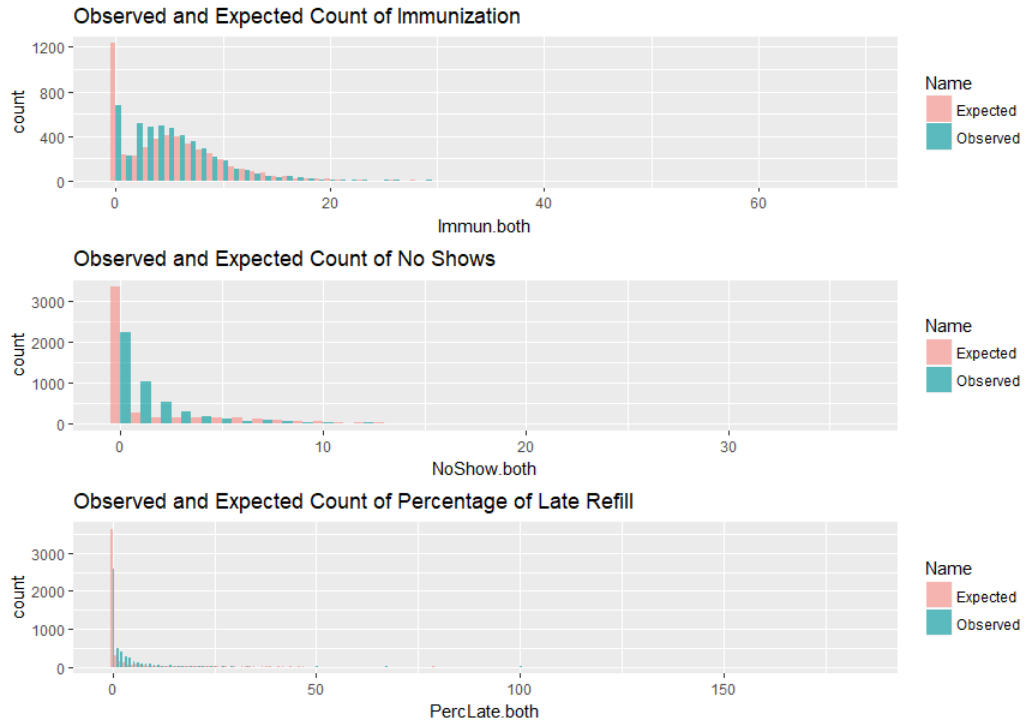 Observed and Expected Count of Immunization
1200
800
400
0
count
0 20 40 60
Immun.both
Name
Expected
Observed
Observed and Expected Count of No Shows
3000
2000
1000
0
count
0 10 20 30
NoShow.both
Name
Expected
Observed
Observed and Expected Count of Percentage of Late Refill
3000
2000
1000
0
count
0 50 100 150
PercLate.both
Name
Expected
Observed